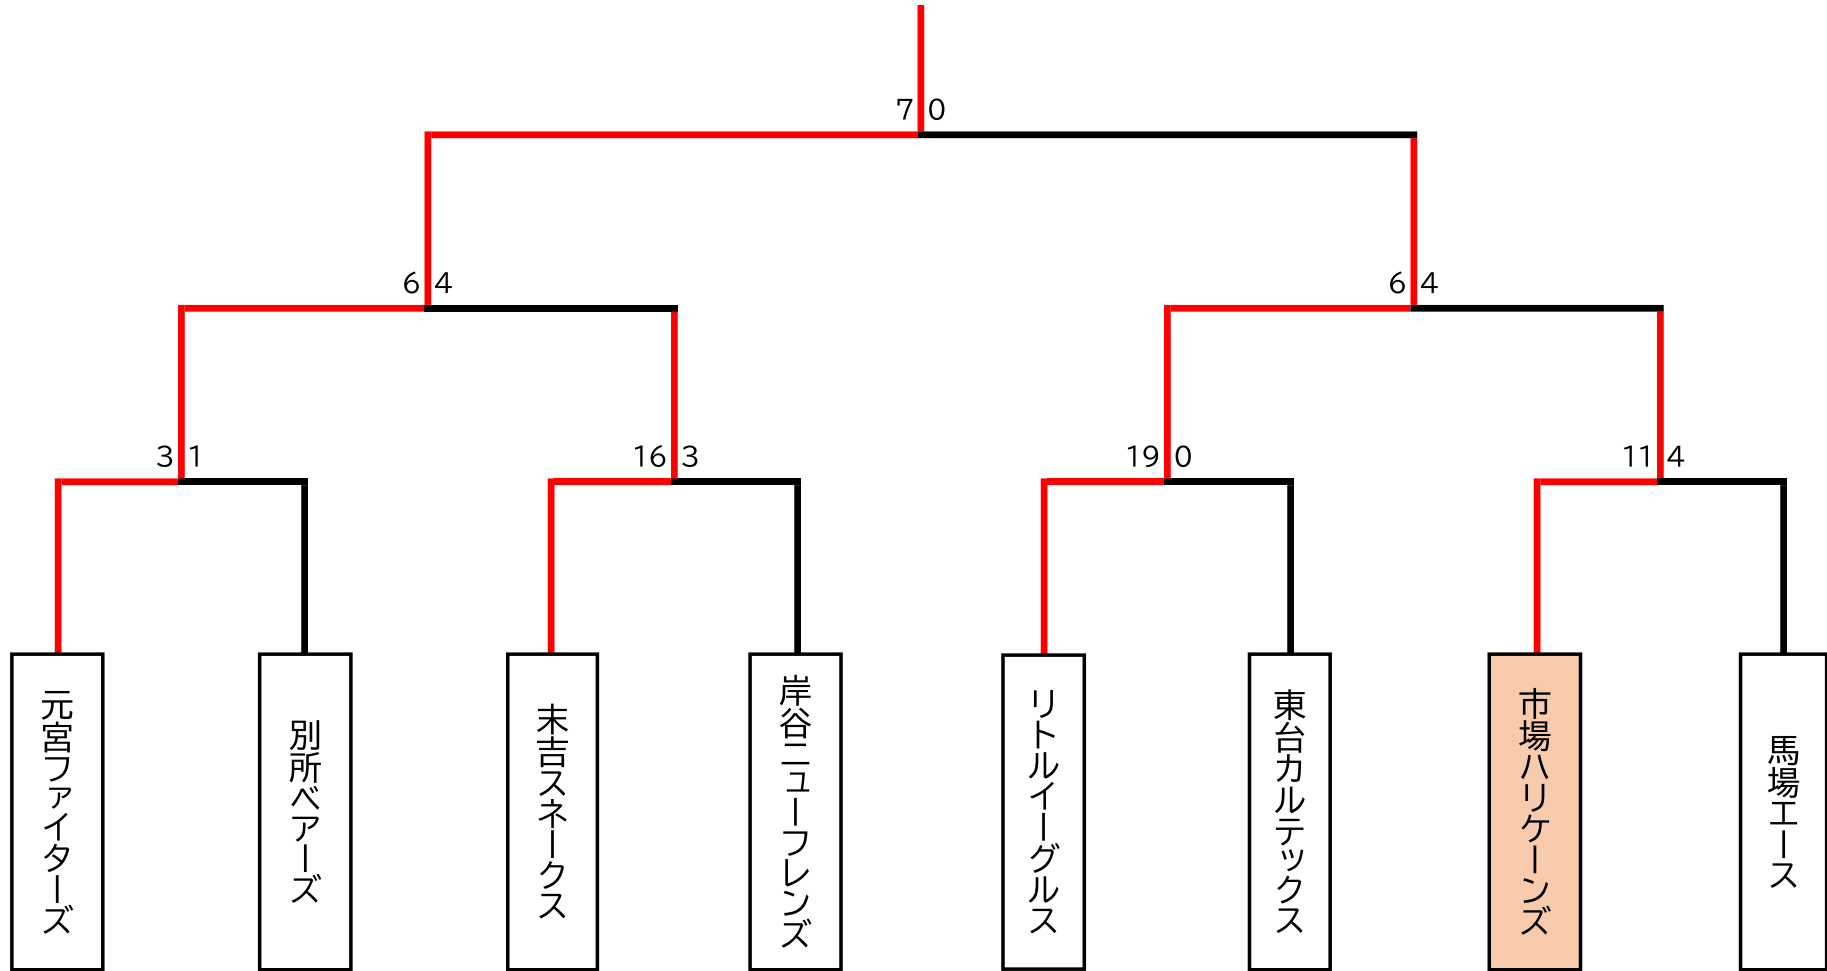 7 0
6 4
6 4
3 1
16 3
19 0
11 4
元宮ファイターズ
別所ベアーズ
末吉スネークス
岸谷ニューフレンズ
リトルイーグルス
東台カルテックス
市場ハリケーンズ
馬場エース